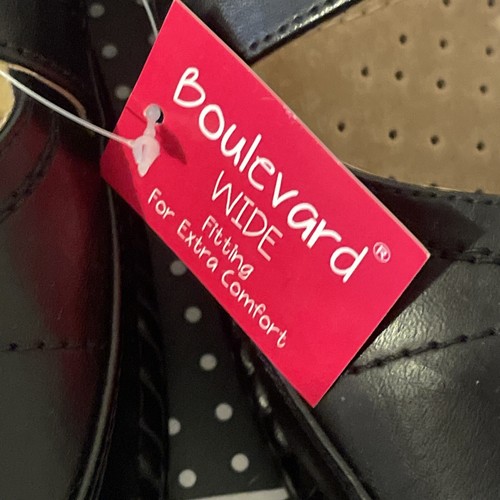 Boulevard®
WIDE
Fitting
For Extra Comfort